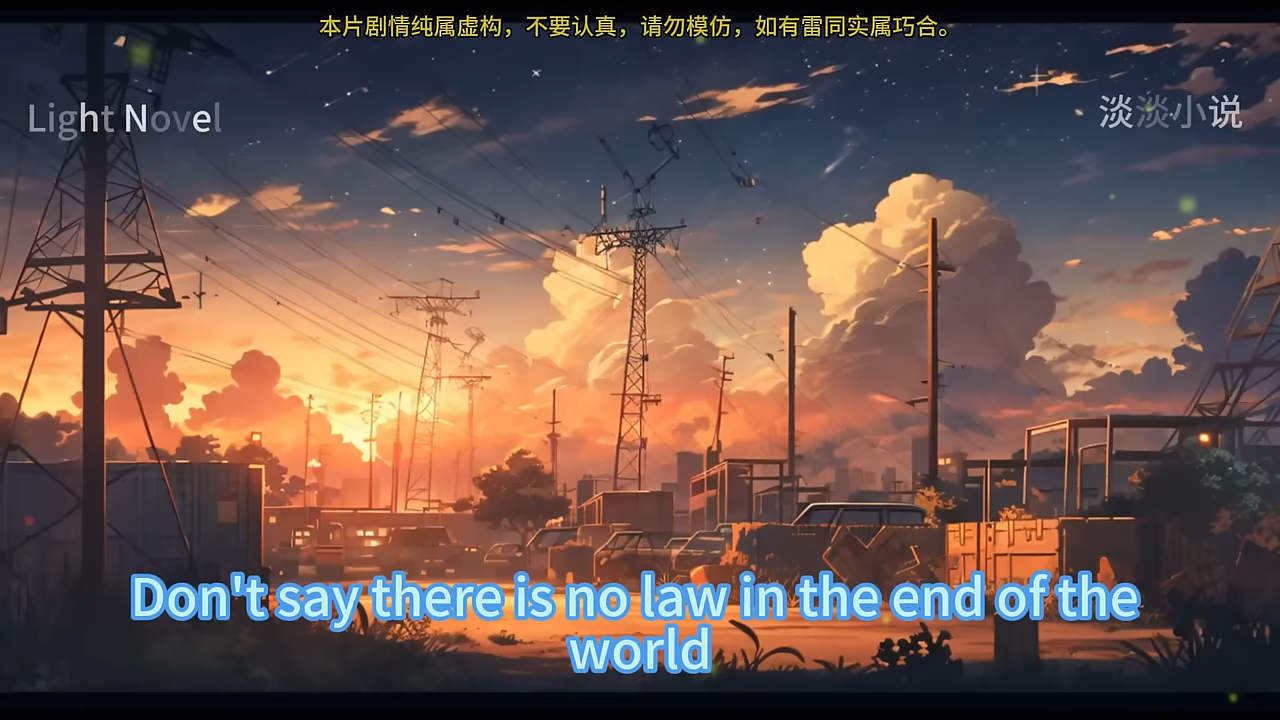 本片剧情纯属虚构，不要认真，请勿模仿，如有雷同实属巧合。
Light Novel
淡淡小说
Don't say there is no law in the end of the
world